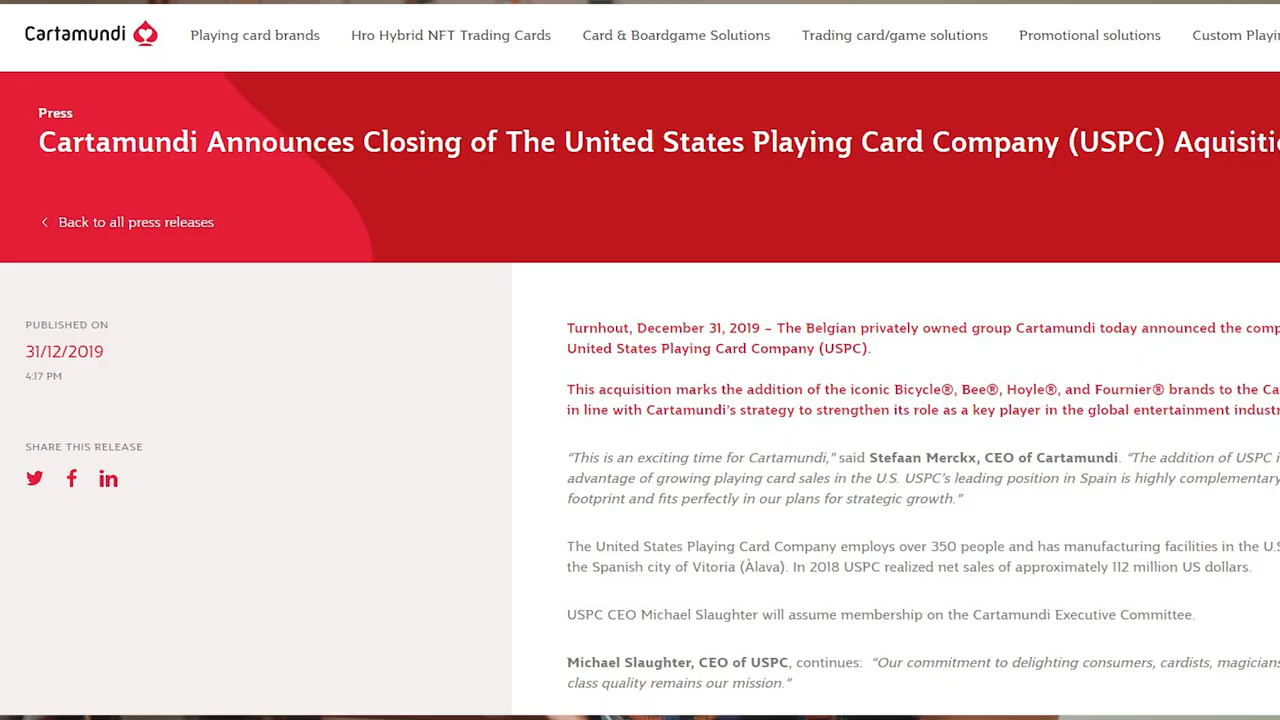 Cartamundi
Playing card brands
Hro Hybrid NFT Trading Cards
Card & Boardgame Solutions
Trading card/game solutions
Promotional solutions
Custom
Press
Cartamundi Announces Closing of The United States Playing Card Company (USPC)
Back to all press releases
PUBLISHED ON
31/12/2019
4:17 PM
SHARE THIS RELEASE
Turnhout, December 31, 2019 – The Belgian privately owned group Cartamundi today announced the
United States Playing Card Company (USPC).
This acquisition marks the addition of the iconic Bicycle®, Bee®, Hoyle®, and Fournier® brands to the
in line with Cartamundi's strategy to strengthen its role as a key player in the global entertainment
“This is an exciting time for Cartamundi,” said Stefaan Merckx, CEO of Cartamundi. “The addition of USPC
advantage of growing playing card sales in the U.S. USPC’s leading position in Spain is highly complementary
footprint and fits perfectly in our plans for strategic growth.”
The United States Playing Card Company employs over 350 people and has manufacturing facilities in the
the Spanish city of Vitoria (Àlava). In 2018 USPC realized net sales of approximately 112 million US dollars.
USPC CEO Michael Slaughter will assume membership on the Cartamundi Executive Committee.
Michael Slaughter, CEO of USPC, continues: “Our commitment to delighting consumers, cardists, magicians
class quality remains our mission.”